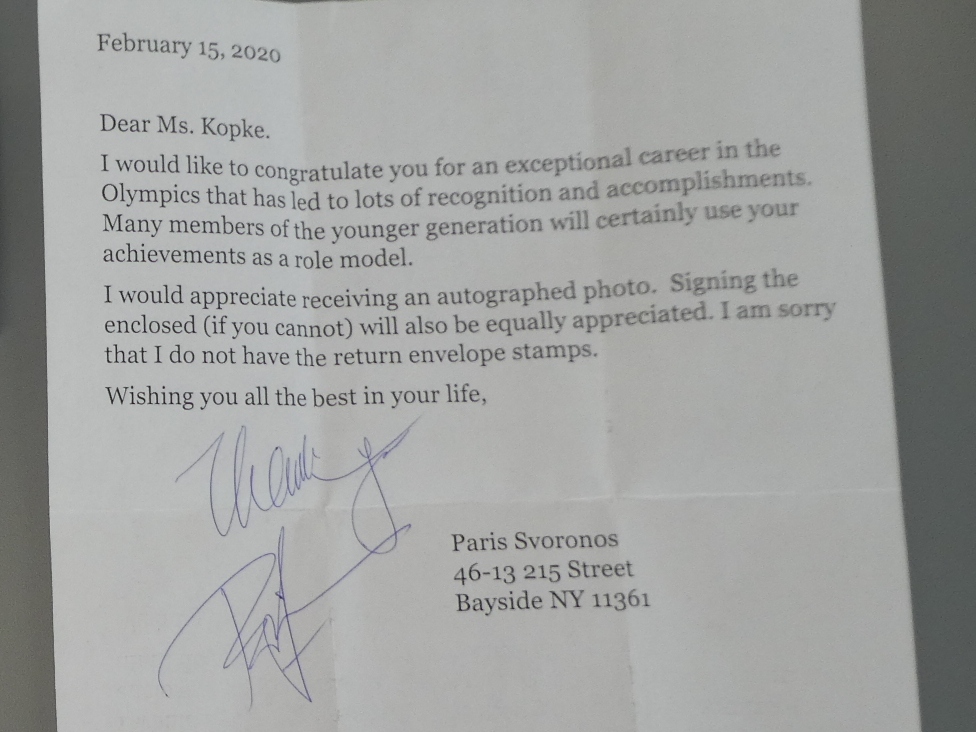 February 15, 2020
Dear Ms. Kopke.
I would like to congratulate you for an exceptional career in the
Olympics that has led to lots of recognition and accomplishments.
Many members of the younger generation will certainly use your
achievements as a role model.
I would appreciate receiving an autographed photo.  Signing the
enclosed (if you cannot) will also be equally appreciated. I am sorry
that I do not have the return envelope stamps.
Wishing you all the best in your life,
Paris Svoronos
46-13 215 Street
Bayside NY 11361